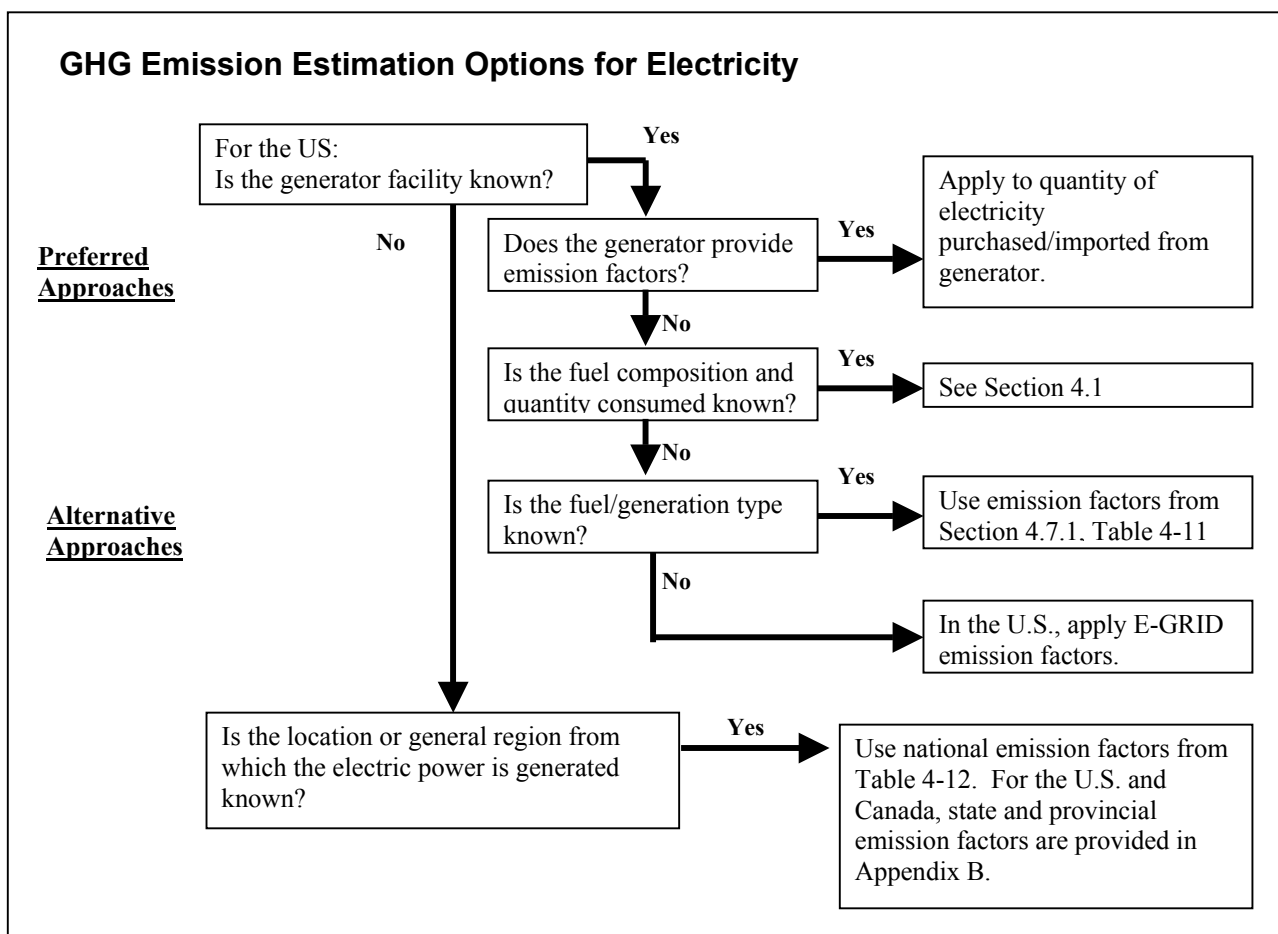 GHG Emission Estimation Options for Electricity
For the US:
Is the generator facility known?
Yes
No
Preferred
Approaches
Does the generator provide
emission factors?
Yes
Apply to quantity of
electricity
purchased/imported from
generator.
No
Is the fuel composition and
quantity consumed known?
Yes
See Section 4.1
No
Alternative
Approaches
Is the fuel/generation type
known?
Yes
Use emission factors from
Section 4.7.1, Table 4-11
No
In the U.S., apply E-GRID
emission factors.
Is the location or general region from
which the electric power is generated
known?
Yes
Use national emission factors from
Table 4-12.  For the U.S. and
Canada, state and provincial
emission factors are provided in
Appendix B.